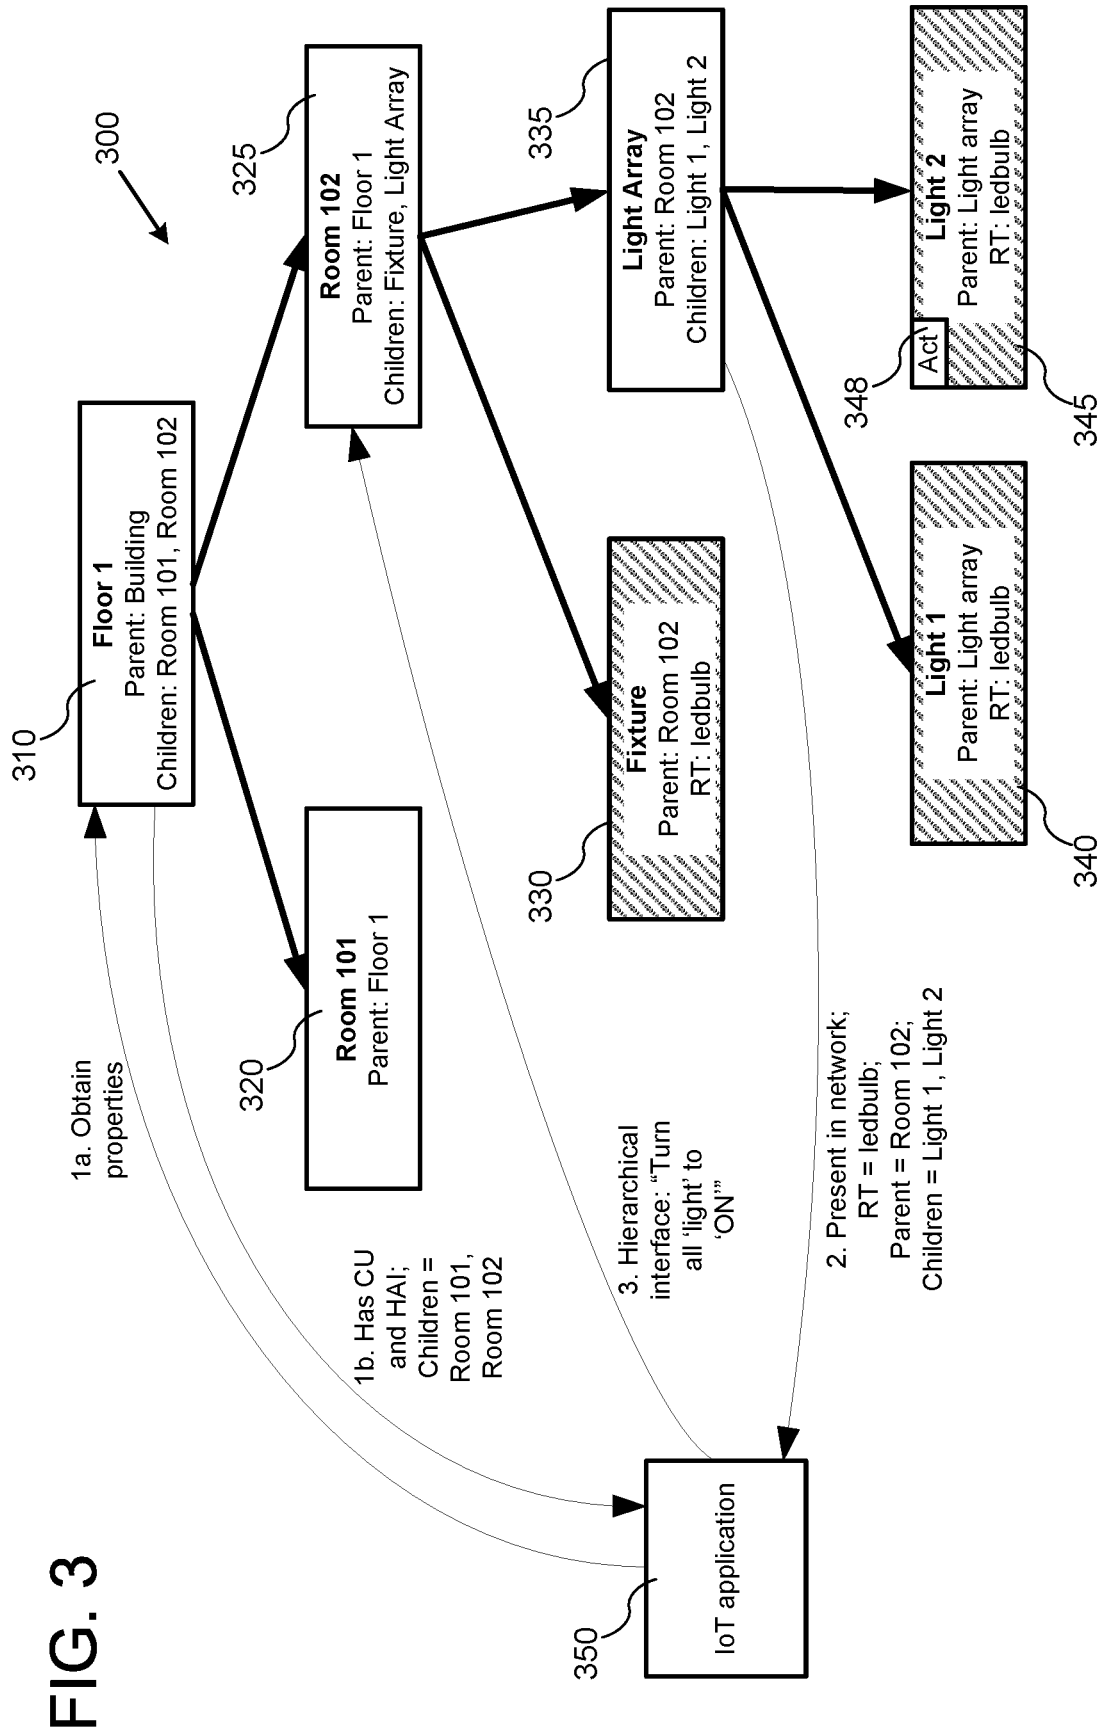 FIG. 3
300
310
Floor 1
Parent: Building
Children: Room 101, Room 102
1a. Obtain
properties
1b. Has CU
and HAI;
Children =
Room 101,
Room 102
320
Room 101
Parent: Floor 1
325
Room 102
Parent: Floor 1
Children: Fixture, Light Array
350
IoT application
3. Hierarchical
interface: “Turn
all ‘light’ to
‘ON’”
330
Fixture
Parent: Room 102
RT: ledbulb
335
Light Array
Parent: Room 102
Children: Light 1, Light 2
2. Present in network;
RT = ledbulb;
Parent = Room 102;
Children = Light 1, Light 2
340
Light 1
Parent: Light array
RT: ledbulb
348
Act
345
Light 2
Parent: Light array
RT: ledbulb